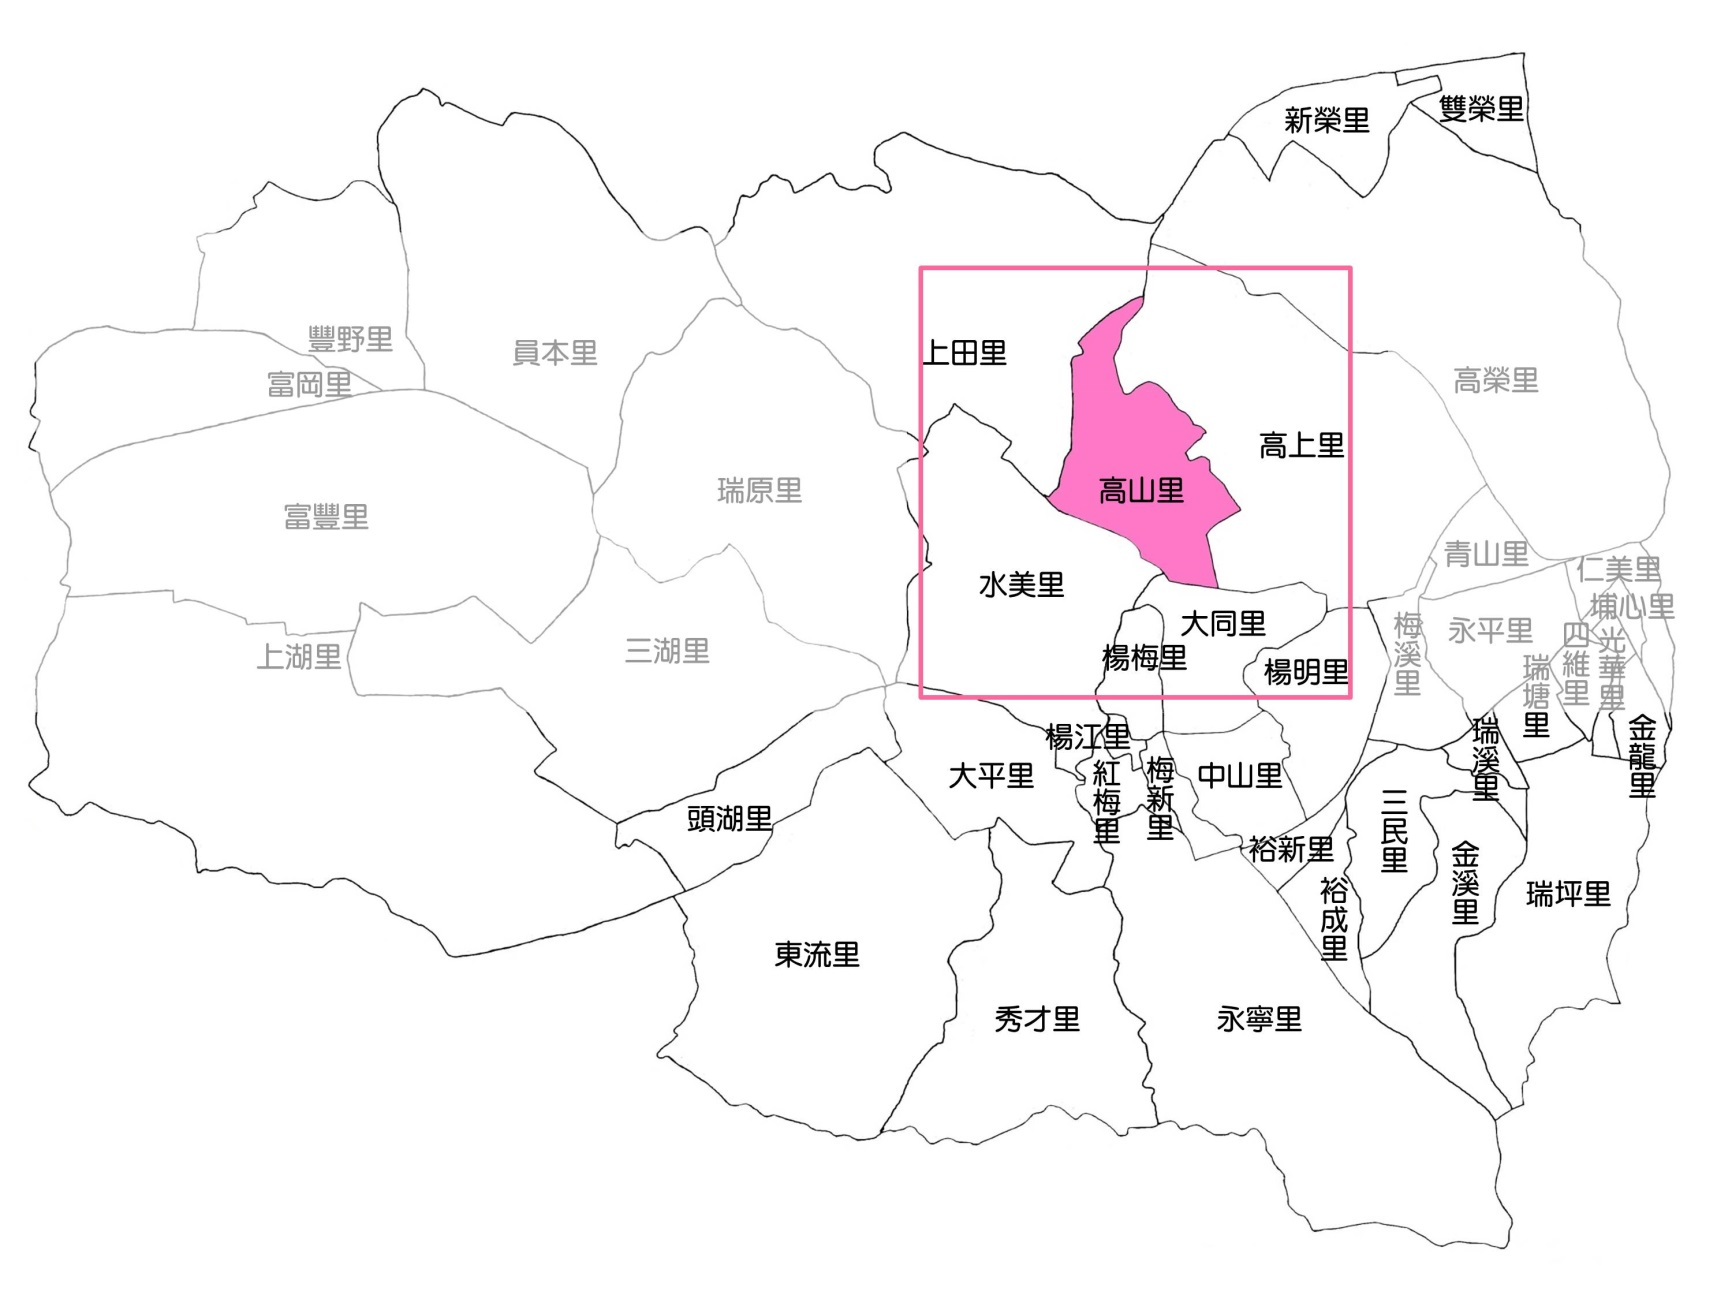 新榮里
雙榮里
豐野里
富岡里
員本里
上田里
高榮里
高上里
瑞原里
高山里
富豐里
青山里
仁美里
水美里
埔心里
大同里
永平里
四維里
光華里
梅溪里
上湖里
三湖里
楊梅里
楊明里
瑞塘里
楊江里
瑞溪里
金龍里
大平里
紅梅里
梅新里
中山里
頭湖里
三民里
裕新里
金溪里
瑞坪里
裕成里
東流里
秀才里
永寧里